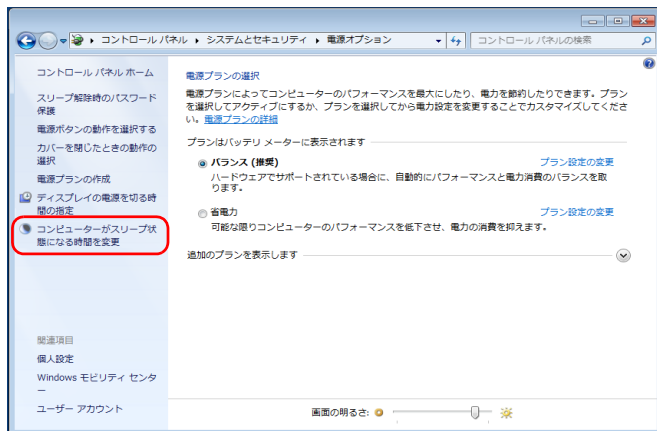 コントロール パネル システムとセキュリティ 電源オプション コントロール パネルの検索
コントロール パネル ホーム
スリープ解除時のパスワード
保護
電源ボタンの動作を選択する
カバーを閉じたときの動作の
選択
電源プランの作成
ディスプレイの電源を切る時
間の指定
コンピューターがスリープ状
態になる時間を変更
関連項目
個人設定
Windows モビリティ センタ
ー
ユーザー アカウント
電源プランの選択
電源プランによってコンピューターのパフォーマンスを最大にしたり、電力を節約したりできます。プラン
を選択してアクティブにするか、プランを選択してから電力設定を変更することでカスタマイズしてくださ
い。電源プランの詳細
プランはバッテリ メーターに表示されます
バランス (推奨) プラン設定の変更
ハードウェアでサポートされている場合に、自動的にパフォーマンスと電力消費のバランスを取
ります。
省電力 プラン設定の変更
可能な限りコンピューターのパフォーマンスを低下させ、電力の消費を抑えます。
追加のプランを表示します
画面の明るさ: